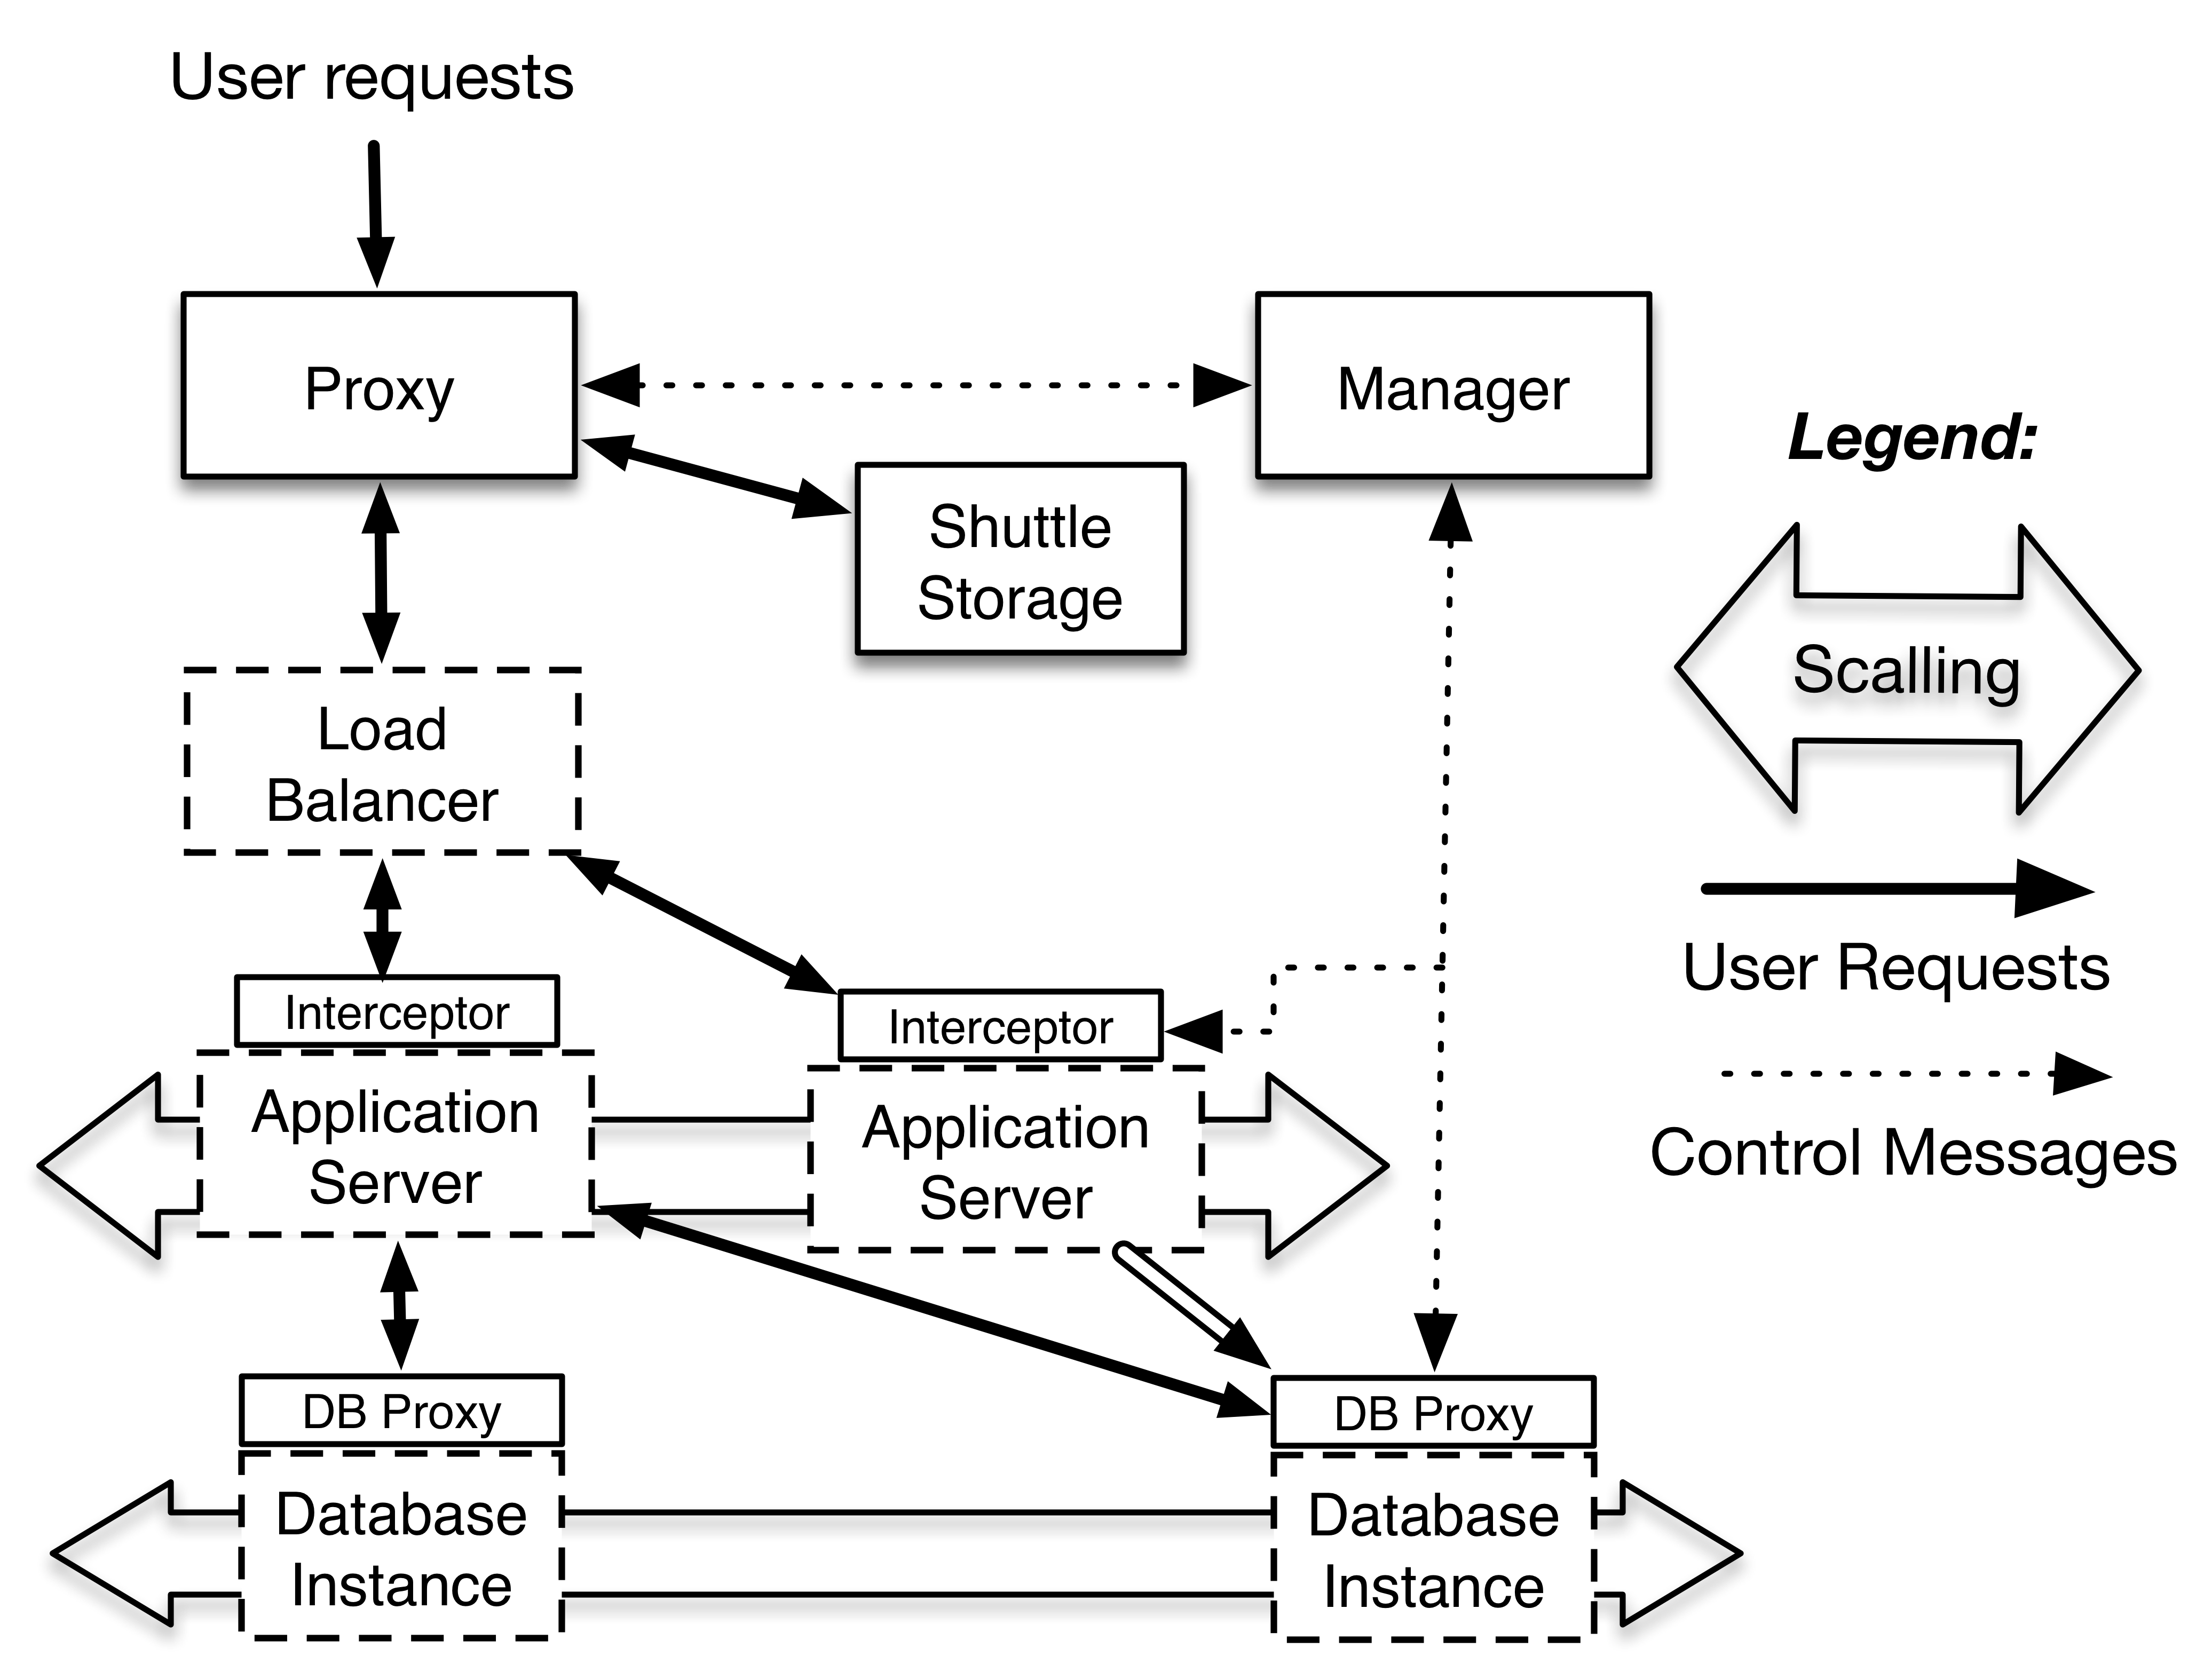 User requests
Proxy
Manager
Legend:
Shuttle
Storage
Scalling
Load
Balancer
User Requests
Interceptor
Interceptor
Application
Server
Application
Server
Control Messages
DB Proxy
DB Proxy
Database
Instance
Database
Instance